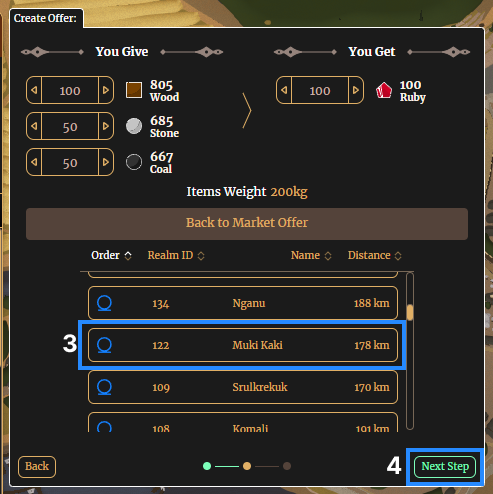 Create Offer:
You Give
You Get
100
805
Wood
100
100
Ruby
50
685
Stone
50
667
Coal
Items Weight 200kg
Back to Market Offer
Order Realm ID Name Distance
134 Nganu 188 km
3 122 Muki Kaki 178 km
109 Srulkrekuk 170 km
108 Komali 191 km
Back
4 Next Step